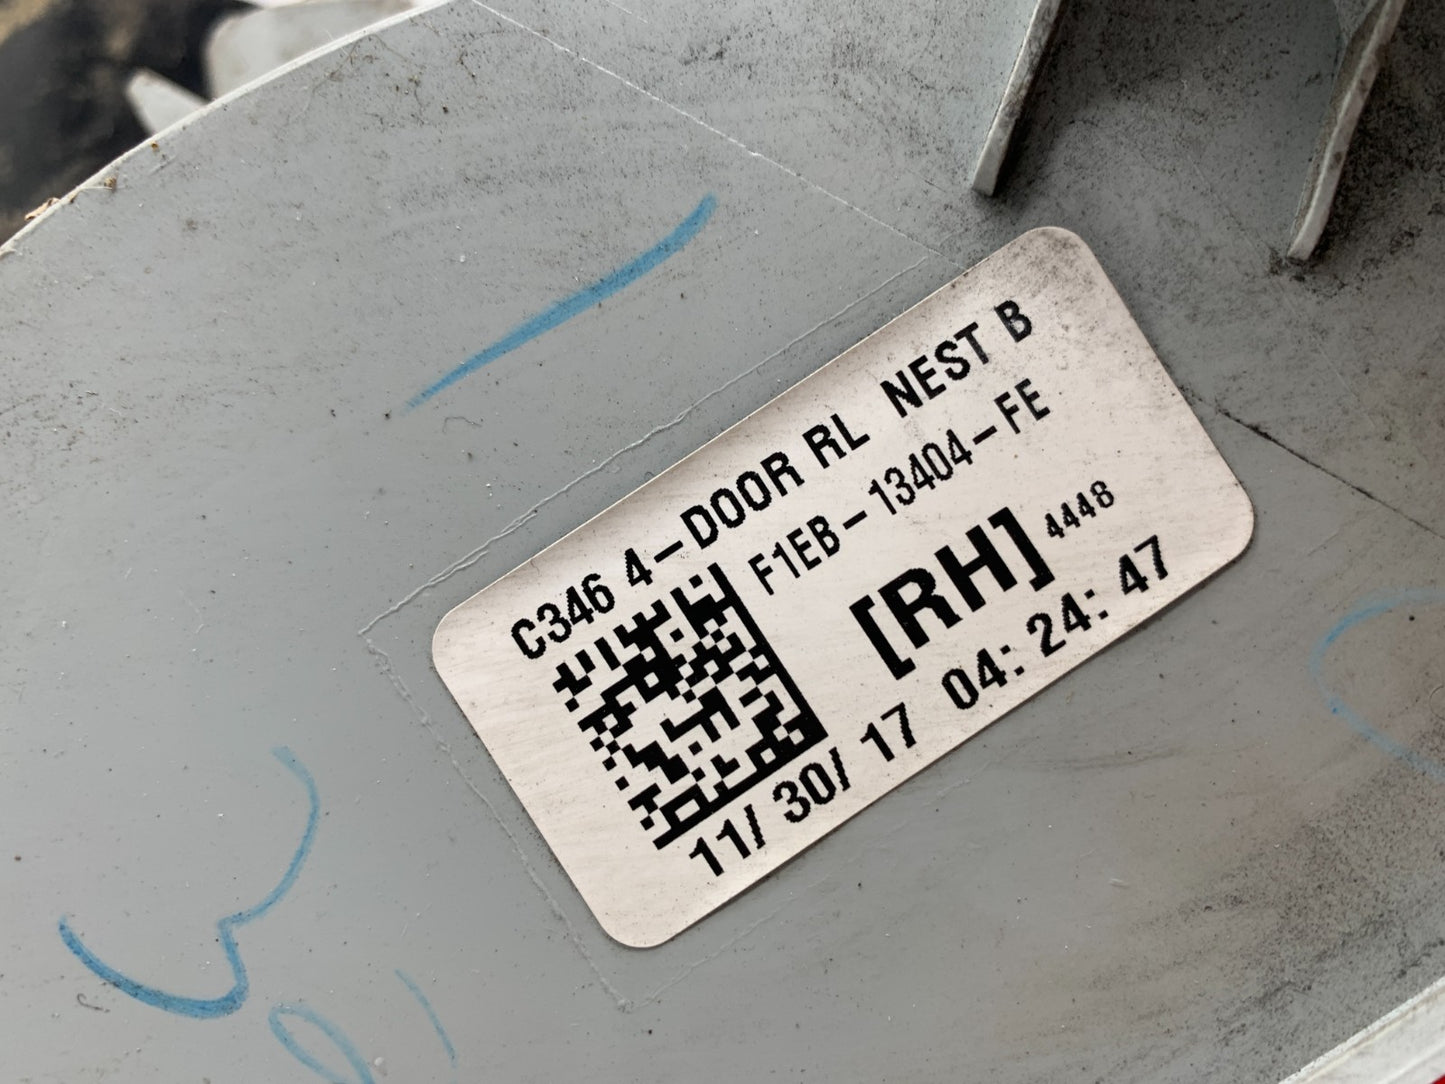 C346 4-DOOR RL NEST B
F1EB-13404-FE
[RH] 4448
11/30/17 04:24:47